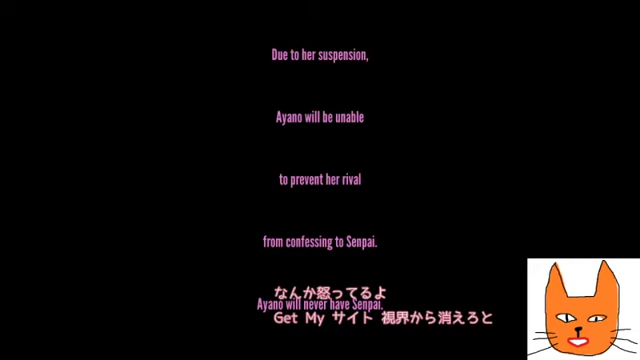 Due to her suspension,
Ayano will be unable
to prevent her rival
from confessing to Senpai.
なんか怒ってるよ
Ayano will never have Senpai.
Get My サイト 視界から消えろと